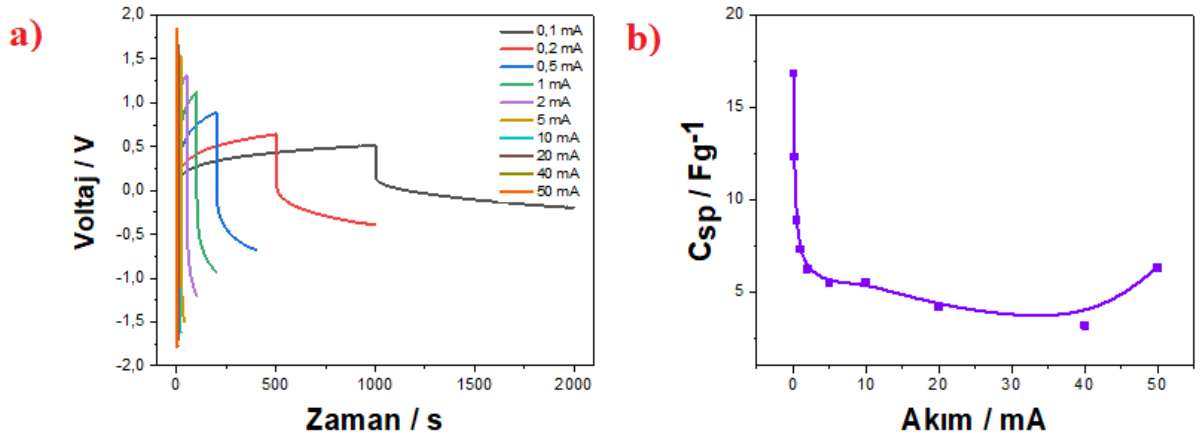 a)
Voltaj / V
2,0
1,5
1,0
0,5
0,0
-0,5
-1,0
-1,5
-2,0
0
500
1000
1500
2000
Zaman / s
0,1 mA
0,2 mA
0,5 mA
1 mA
2 mA
5 mA
10 mA
20 mA
40 mA
50 mA
b)
Csp / Fg-1
20
15
10
5
0
10
20
30
40
50
Akım / mA